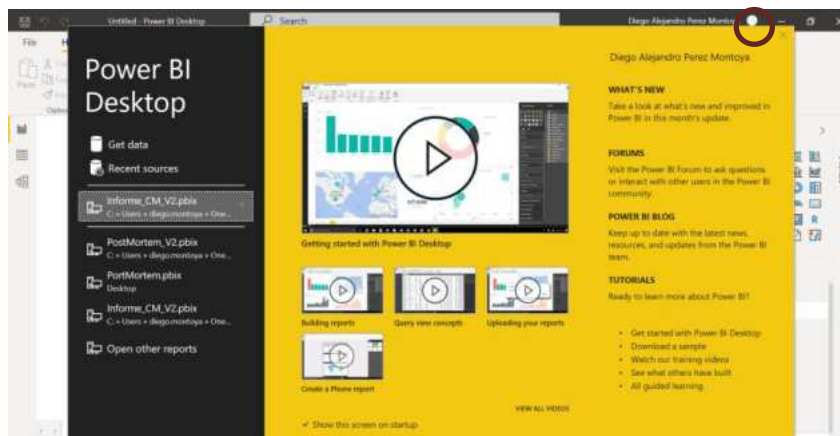 Untitled - Power BI Desktop
Search
Diego Alejandro Perez Montoya
File
H
Paste
Power BI
Desktop
Get data
Recent sources
Informe_CM_V2.pbix
C: » Users » diego.montoya » One...
PostMortem_V2.pbix
C: » Users » diego.montoya » One...
PortMortem.pbix
Desktop
Informe_CM_V2.pbix
C: » Users » diego.montoya » One...
Open other reports
Getting started with Power BI Desktop
Building reports
Query view concepts
Uploading your reports
Create a Phone report
VIEW ALL VIDEOS
Show this screen on startup
Diego Alejandro Perez Montoya
WHAT'S NEW
Take a look at what's new and improved in
Power BI in this month's update.
FORUMS
Visit the Power BI Forum to ask questions
or interact with other users in the Power BI
community.
POWER BI BLOG
Keep up to date with the latest news,
resources, and updates from the Power BI
team.
TUTORIALS
Ready to learn more about Power BI?
• Get started with Power BI Desktop
• Download a sample
• Watch our training videos
• See what others have built
• All guided learning
R